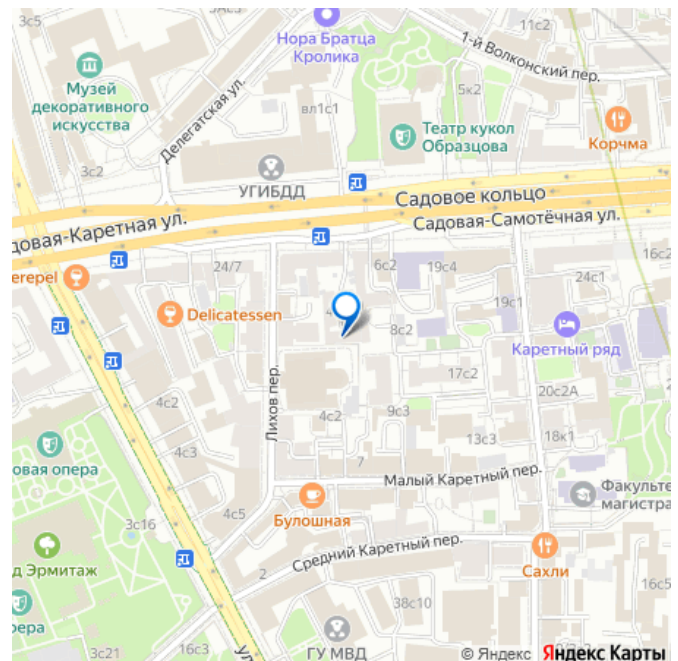 3с5
3Ас5
11с2
Нора Братца
Кролика
1-й Волконский пер.
Музей
декоративного
искусства
Делегатская ул.
вл1с1
5к2
Театр кукол
Образцова
Корчма
3с2
УГИБДД
Садовое кольцо
Садовая-Самотёчная ул.
довая-Каретная ул.
24/7
6с2
19с4
16с2
24с1
erepel
Delicatessen
19с1
8с2
Каретный ряд
17с2
20с2А
Лихов пер.
4с2
4с2
9с3
4с3
13с3
18к1
овая опера
7
Малый Каретный пер.
Факульте
магистра
4с5
Булошная
3с16
Средний Каретный пер.
д Эрмитаж
Сахли
2
16с5
38с10
ера
3с21
16с3
ГУ МВД
© Яндекс Яндекс Карты